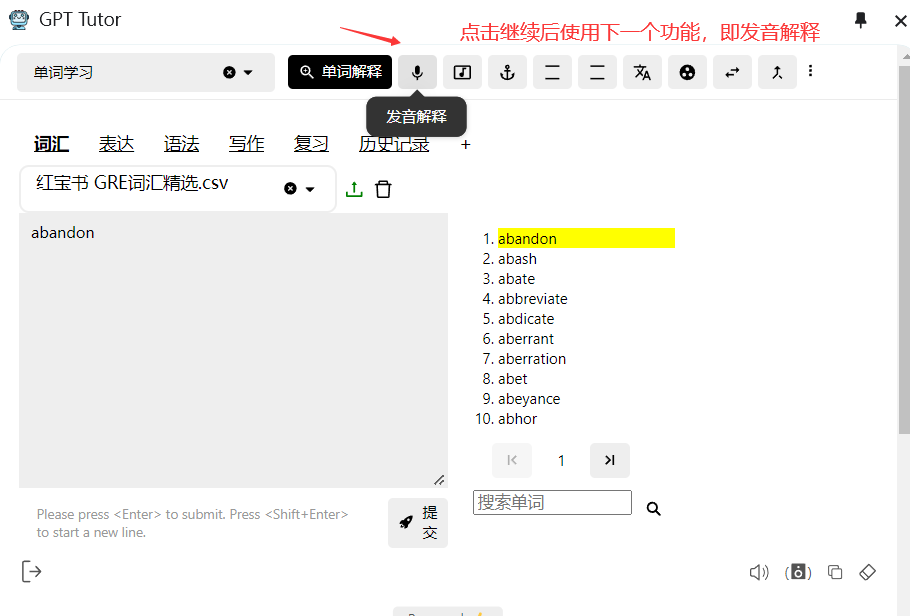 GPT Tutor
点击继续后使用下一个功能，即发音解释
单词学习
单词解释
发音解释
词汇 表达 语法 写作 复习 历史记录 +
红宝书 GRE词汇精选.csv
abandon
1. abandon
2. abash
3. abate
4. abbreviate
5. abdicate
6. aberrant
7. aberration
8. abet
9. abeyance
10. abhor
1
搜索单词
Please press <Enter> to submit. Press <Shift+Enter>
to start a new line.
提
交